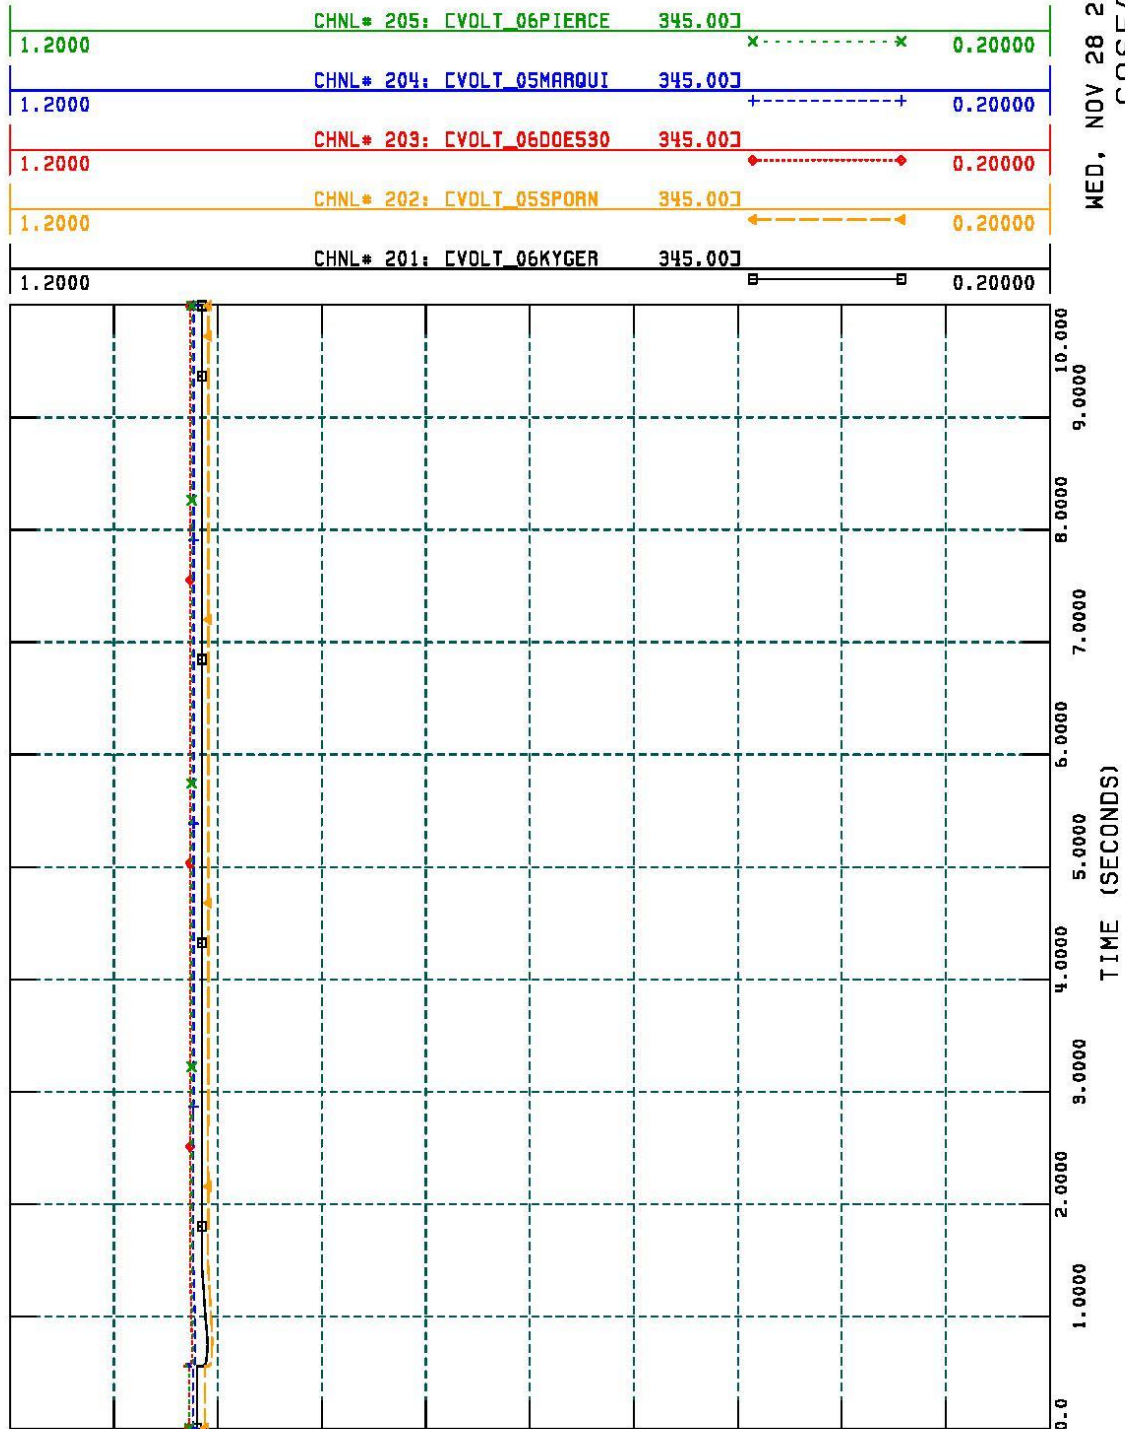 CHNL# 205: [VOLT_06PIERCE 345.00]
1.2000 0.20000
CHNL# 204: [VOLT_05MARQUI 345.00]
1.2000 0.20000
CHNL# 203: [VOLT_06DOE530 345.00]
1.2000 0.20000
CHNL# 202: [VOLT_05SPORN 345.00]
1.2000 0.20000
CHNL# 201: [VOLT_06KYGER 345.00]
1.2000 0.20000
WED, NOV 28 2
10.000
9.0000
8.0000
7.0000
6.0000
5.0000
4.0000
3.0000
2.0000
1.0000
0.0
TIME (SECONDS)